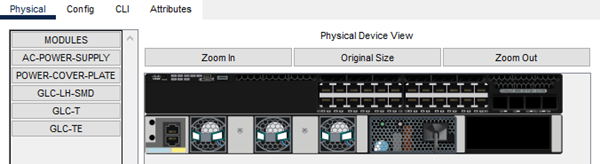 Physical Config CLI Attributes
MODULES
AC-POWER-SUPPLY
POWER-COVER-PLATE
GLC-LH-SMD
GLC-T
GLC-TE
Physical Device View
Zoom In Original Size Zoom Out